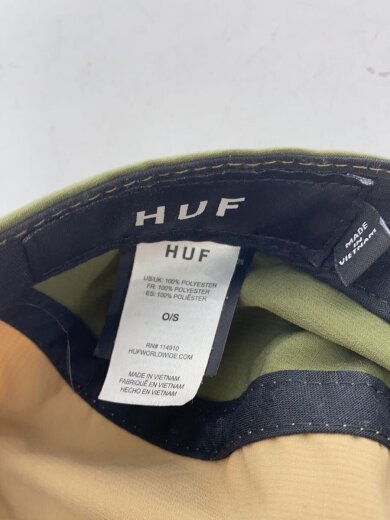 HUF
MADE
IN
VIETNAM
HUF
US/UK: 100% POLYESTER
FR: 100% POLYESTER
ES: 100% POLIÉSTER
O/S
RN# 114910
HUFWORLDWIDE.COM
MADE IN VIETNAM
FABRIQUÉ EN VIETNAM
HECHO EN VIETNAM